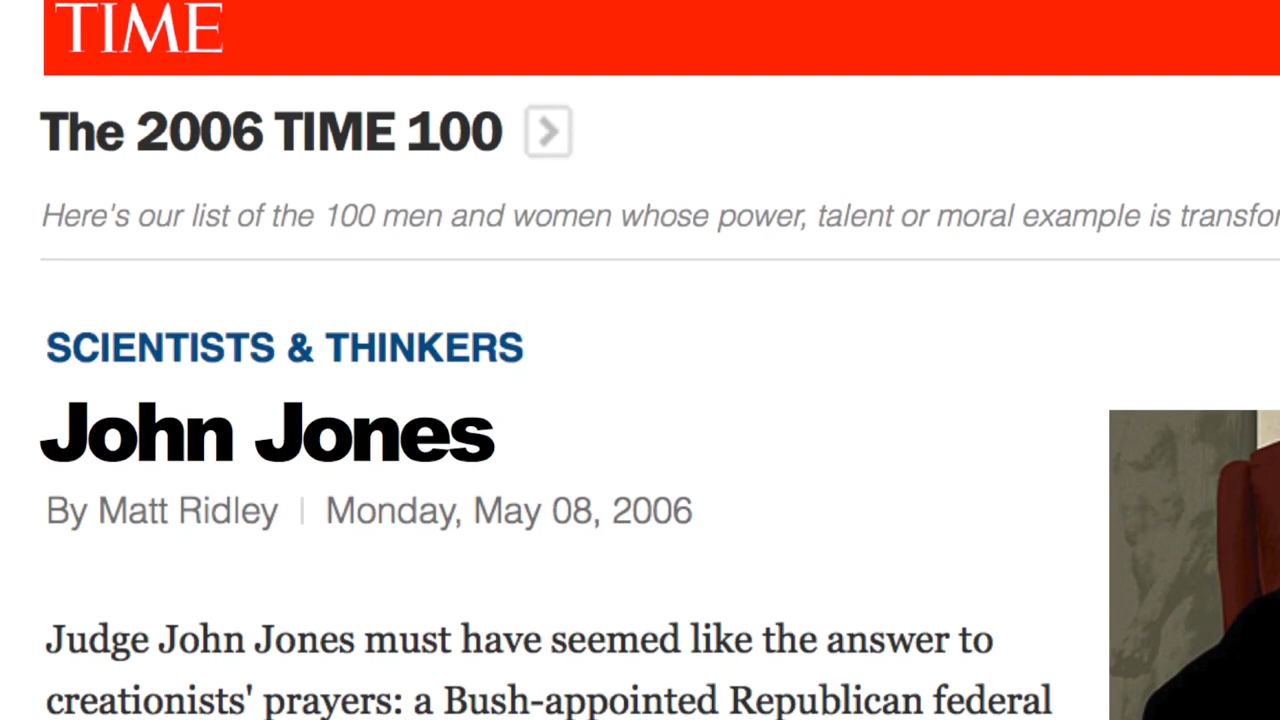 TIME
The 2006 TIME 100
Here's our list of the 100 men and women whose power, talent or moral example is
SCIENTISTS & THINKERS
John Jones
By Matt Ridley | Monday, May 08, 2006
Judge John Jones must have seemed like the answer to
creationists' prayers: a Bush-appointed Republican federal